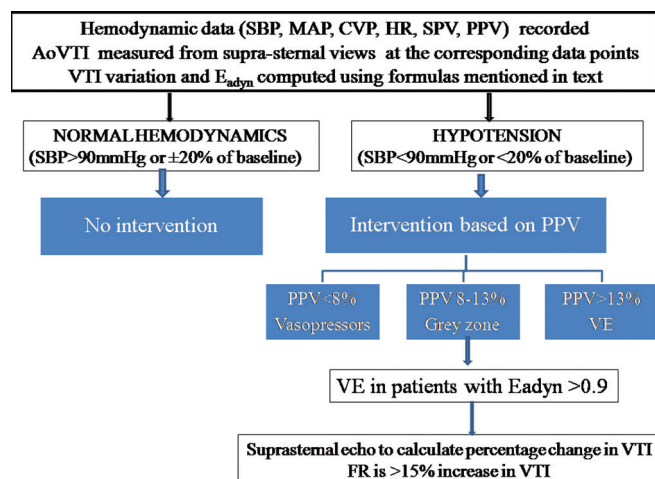 Hemodynamic data (SBP, MAP, CVP, HR, SPV, PPV) recorded
AoVTI measured from supra-sternal views at the corresponding data points
VTI variation and Eadyn computed using formulas mentioned in text
NORMAL HEMODYNAMICS
(SBP>90mmHg or ±20% of baseline)
HYPOTENSION
(SBP<90mmHg or <20% of baseline)
No intervention
Intervention based on PPV
PPV<8%
Vasopressors
PPV 8-13%
Grey zone
PPV>13%
VE
VE in patients with Eadyn >0.9
Suprasternal echo to calculate percentage change in VTI
FR is >15% increase in VTI